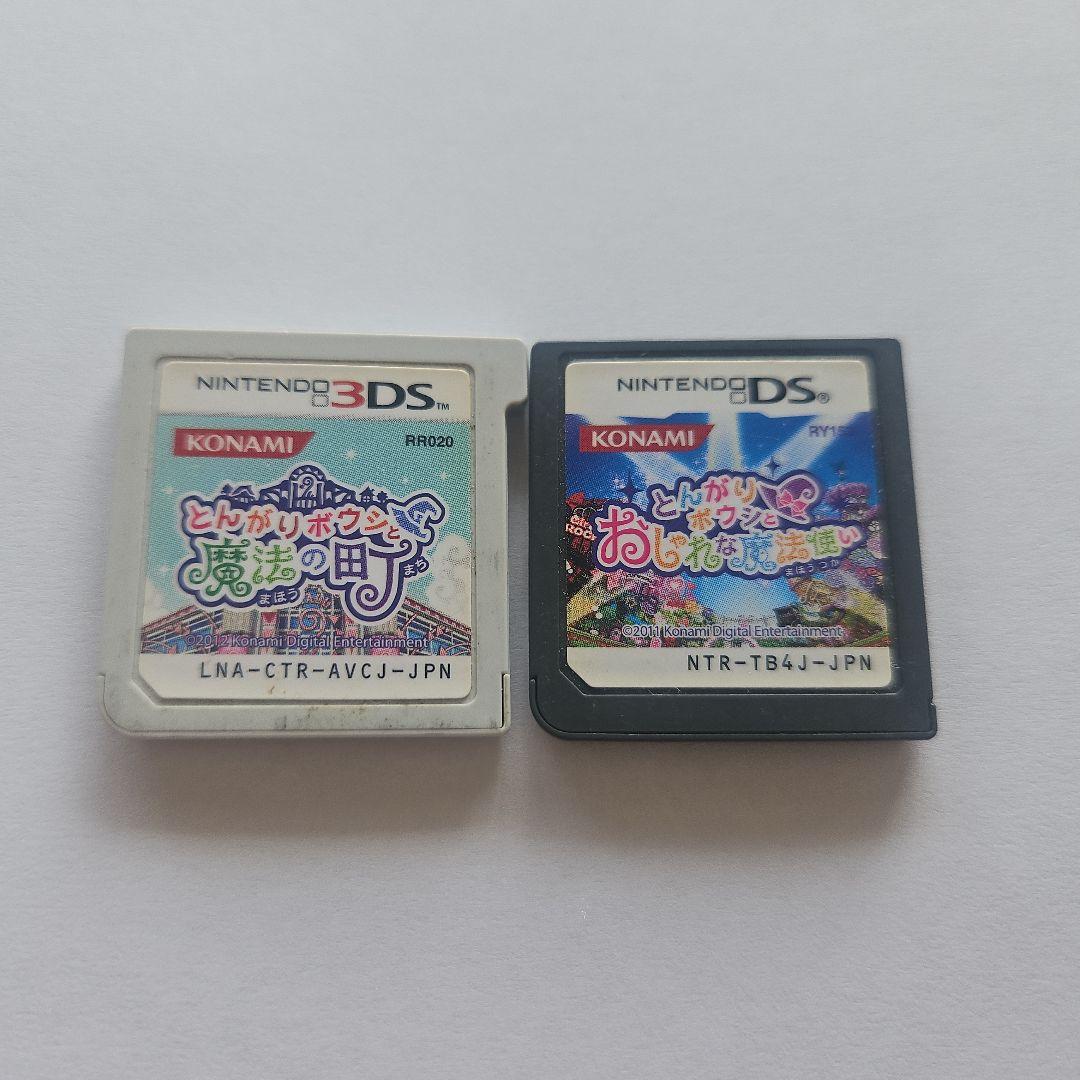 NINTENDO 3DS™
KONAMI
RR020
とんがりボウシと
魔法の町
まほう
まち
©2012 Konami Digital Entertainment
LNA-CTR-AVCJ-JPN
NINTENDO DS®
KONAMI
とんがり
ボウシと
おしゃれな魔法使い
まほうつか
©2011 Konami Digital Entertainment
NTR-TB4J-JPN